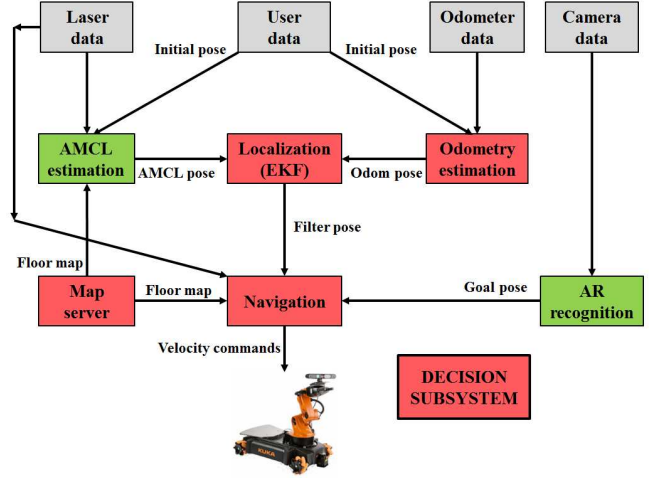 Laser
data
User
data
Odometer
data
Camera
data
Initial pose
Initial pose
AMCL
estimation
AMCL pose
Localization
(EKF)
Odom pose
Odometry
estimation
Filter pose
Floor map
Map
server
Floor map
Navigation
Goal pose
AR
recognition
Velocity commands
DECISION
SUBSYSTEM
KUKA